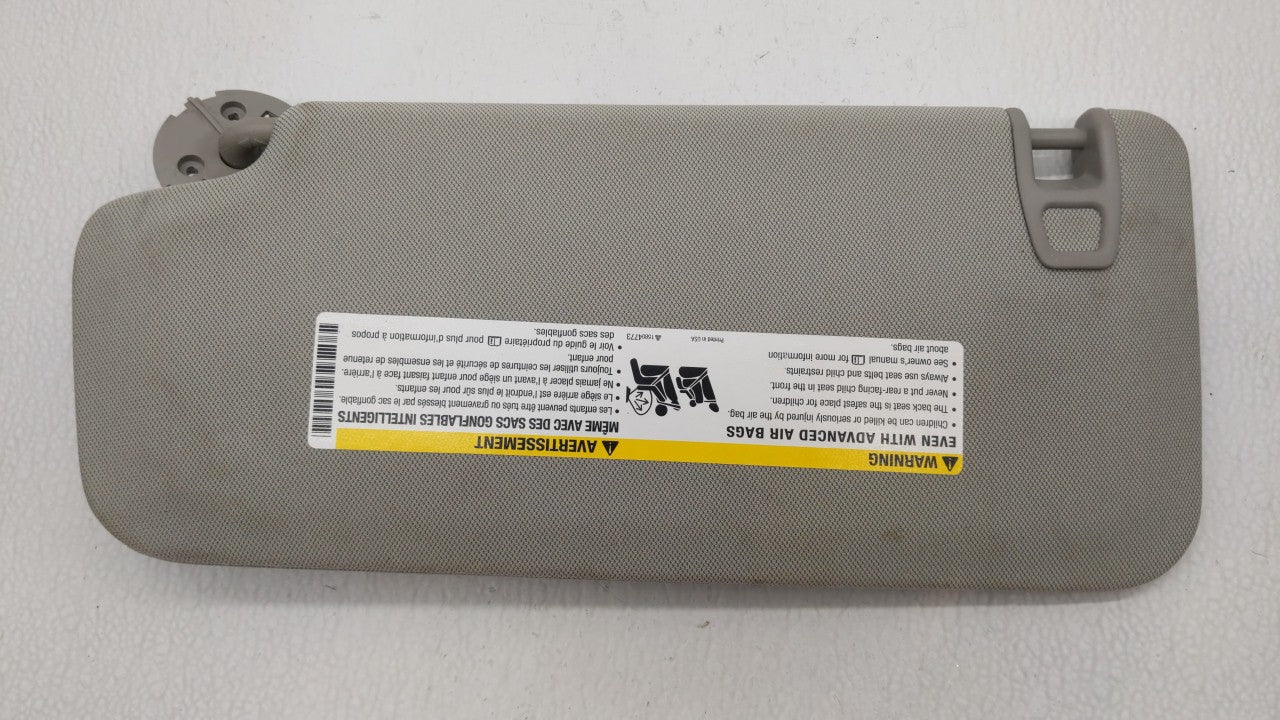 WARNING
EVEN WITH ADVANCED AIR BAGS
• Children can be killed or seriously injured by the air bag.
• The back seat is the safest place for children.
• Never put a rear-facing child seat in the front.
• Always use seat belts and child restraints.
• See owner's manual for more information
about air bags.
Printed in USA
AVERTISSEMENT
MÊME AVEC DES SACS GONFLABLES INTELLIGENTS
• Les enfants peuvent être tués ou gravement blessés par le sac gonflable.
• Le siège arrière est l'endroit le plus sûr pour les enfants.
• Ne jamais placer à l'avant un siège pour enfant faisant face à l'arrière.
• Toujours utiliser les ceintures de sécurité et les ensembles de retenue
pour enfant.
• Voir le guide du propriétaire pour plus d'information à propos
des sacs gonflables.